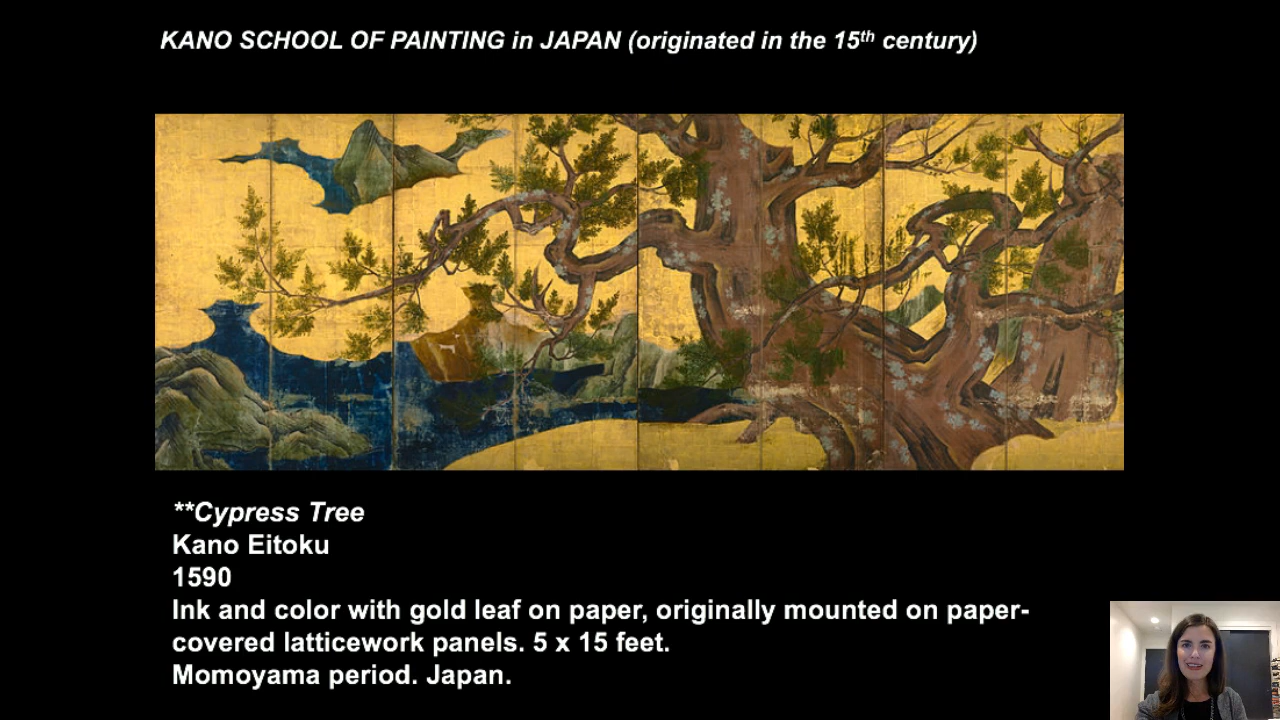 KANO SCHOOL OF PAINTING in JAPAN (originated in the 15th century)
**Cypress Tree
Kano Eitoku
1590
Ink and color with gold leaf on paper, originally mounted on paper-
covered latticework panels. 5 x 15 feet.
Momoyama period. Japan.